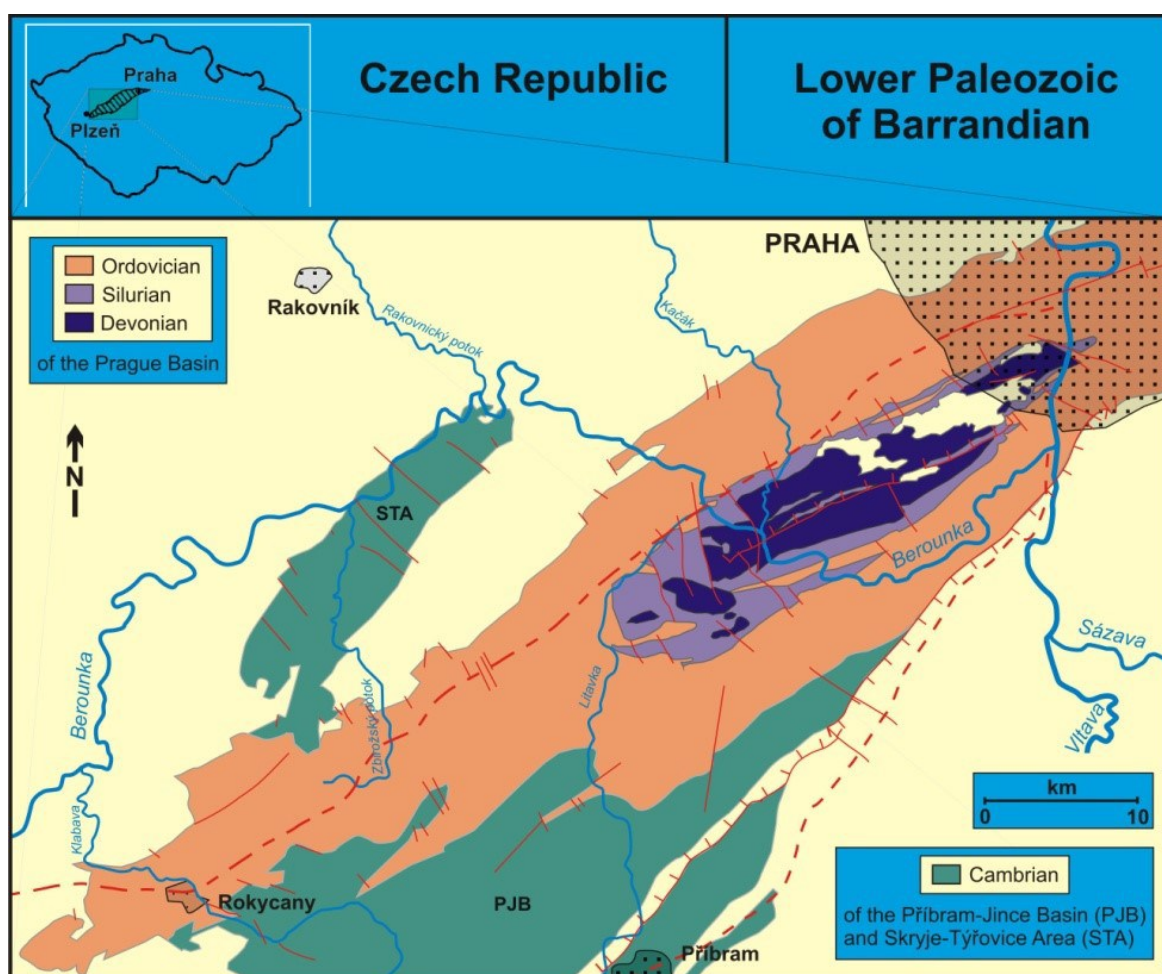 Praha
Plzeň
Czech Republic
Lower Paleozoic
of Barrandian
Ordovician
Silurian
Devonian
of the Prague Basin
Rakovník
Rakovnický potok
Kačák
PRAHA
N
STA
Berounka
Berounka
Sázava
Vltava
Litavka
Zbirožský potok
Klabava
Rokycany
PJB
Příbram
km
0 10
Cambrian
of the Příbram-Jince Basin (PJB)
and Skryje-Týřovice Area (STA)